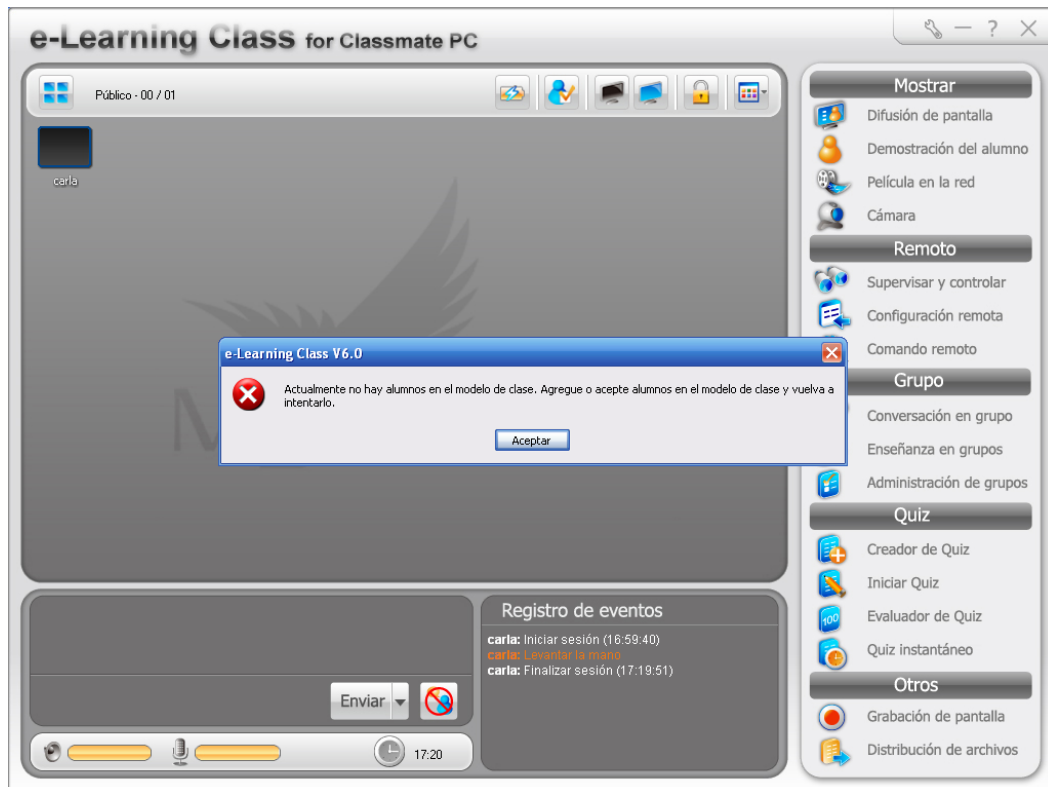 e-Learning Class for Classmate PC
?
Público - 00 / 01
carla
Mostrar
Difusión de pantalla
Demostración del alumno
Película en la red
Cámara
Remoto
Supervisar y controlar
Configuración remota
Comando remoto
Grupo
Conversación en grupo
Enseñanza en grupos
Administración de grupos
Quiz
Creador de Quiz
Iniciar Quiz
100
Evaluador de Quiz
Quiz instantáneo
Otros
Grabación de pantalla
Distribución de archivos
e-Learning Class V6.0
Actualmente no hay alumnos en el modelo de clase. Agregue o acepte alumnos en el modelo de clase y vuelva a
intentarlo.
Aceptar
Registro de eventos
carla: Iniciar sesión (16:59:40)
carla: Levantar la mano
carla: Finalizar sesión (17:19:51)
Enviar
17:20